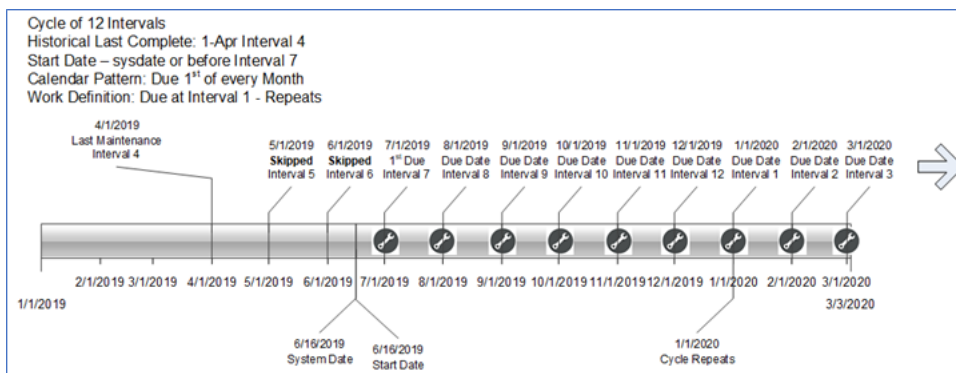 Cycle of 12 Intervals
Historical Last Complete: 1-Apr Interval 4
Start Date – sysdate or before Interval 7
Calendar Pattern: Due 1st of every Month
Work Definition: Due at Interval 1 - Repeats
4/1/2019
Last Maintenance
Interval 4
5/1/2019
Skipped
Interval 5
6/1/2019
Skipped
Interval 6
7/1/2019
1st Due
Interval 7
8/1/2019
Due Date
Interval 8
9/1/2019
Due Date
Interval 9
10/1/2019
Due Date
Interval 10
11/1/2019
Due Date
Interval 11
12/1/2019
Due Date
Interval 12
1/1/2020
Due Date
Interval 1
2/1/2020
Due Date
Interval 2
3/1/2020
Due Date
Interval 3
1/1/2019
2/1/2019
3/1/2019
4/1/2019
5/1/2019
6/1/2019
7/1/2019
8/1/2019
9/1/2019
10/1/2019
11/1/2019
12/1/2019
1/1/2020
2/1/2020
3/1/2020
3/3/2020
6/16/2019
System Date
6/16/2019
Start Date
1/1/2020
Cycle Repeats